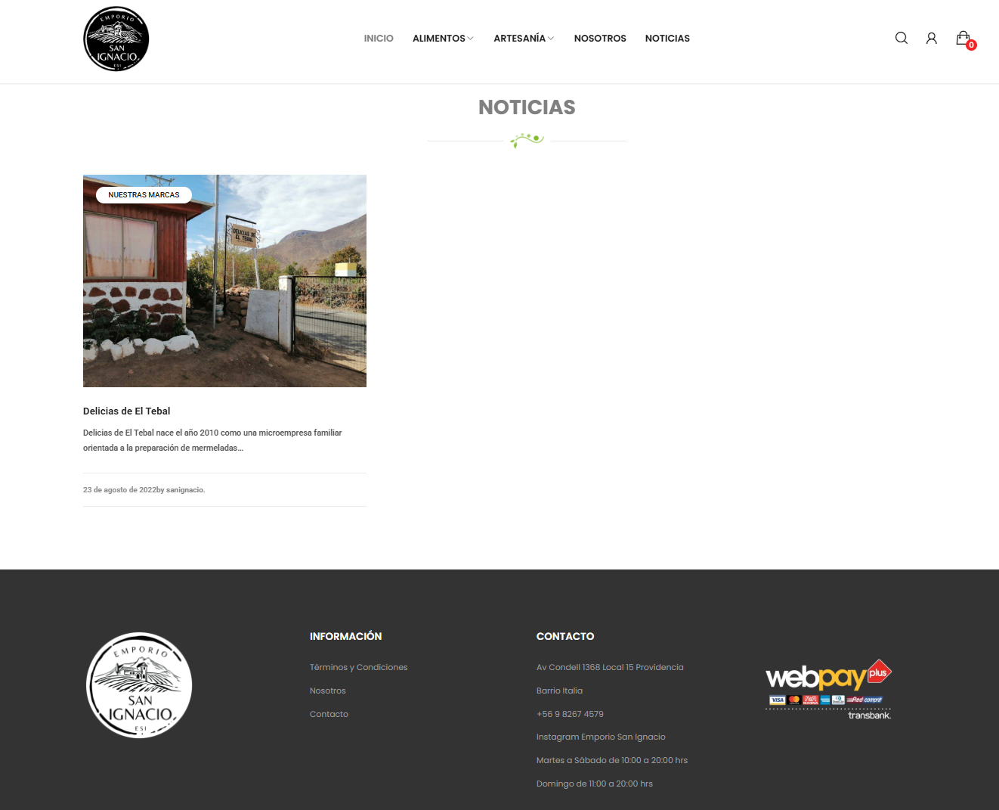 EMPORIO
SAN
IGNACIO
ESI
INICIO
ALIMENTOS
ARTESANÍA
NOSOTROS
NOTICIAS
0
NOTICIAS
NUESTRAS MARCAS
DELICIAS DE
EL TEBAL
Delicias de El Tebal
Delicias de El Tebal nace el año 2010 como una microempresa familiar
orientada a la preparación de mermeladas…
23 de agosto de 2022by sanignacio.
EMPORIO
SAN
IGNACIO
ESI
INFORMACIÓN
Términos y Condiciones
Nosotros
Contacto
CONTACTO
Av Condell 1368 Local 15 Providencia
Barrio Italia
+56 9 8267 4579
Instagram Emporio San Ignacio
Martes a Sábado de 10:00 a 20:00 hrs
Domingo de 11:00 a 20:00 hrs
webpay plus
VISA
Redcompra
transbank.